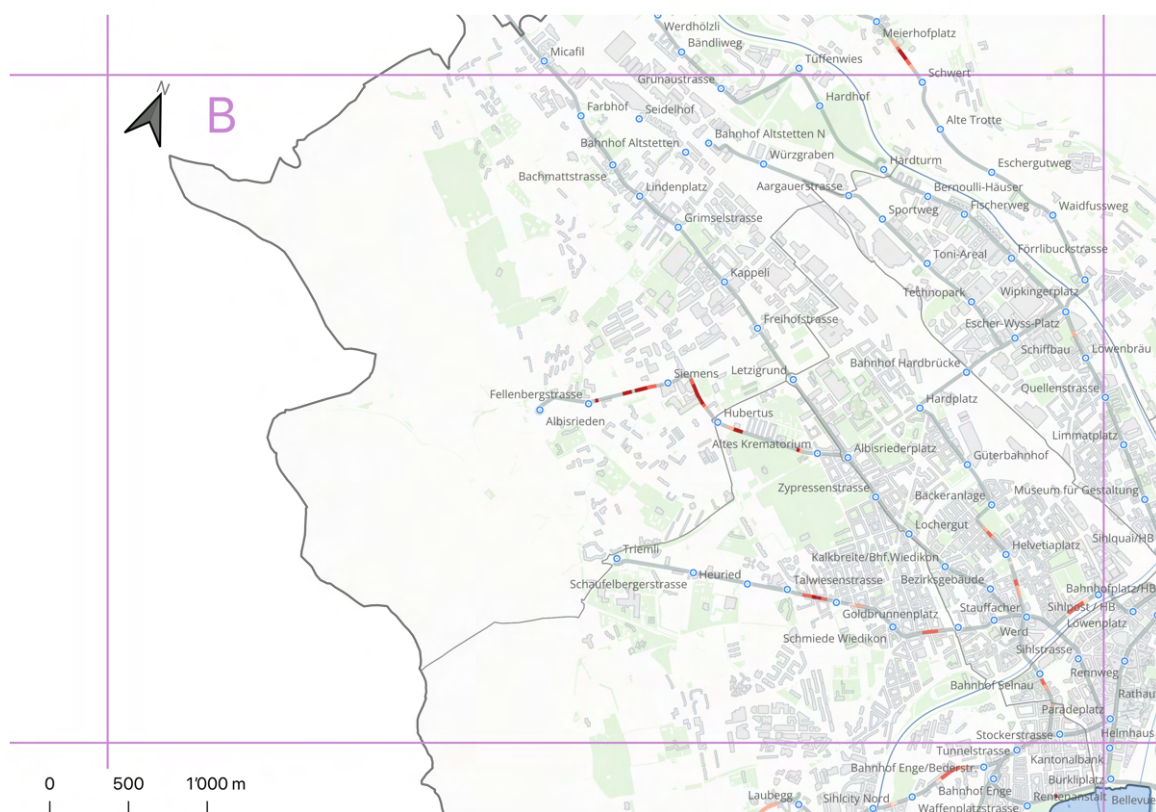 Werdhölzli
Bändliweg
Meierhofplatz
Micafil
Tüffenwies
Grünaustrasse
Schwert
N
B
Hardhof
Farbhof
Seidelhof
Alte Trotte
Bahnhof Altstetten N
Bahnhof Altstetten
Würzgraben
Hardturm
Eschergutweg
Bachmattstrasse
Lindenplatz
Aargauerstrasse
Bernoulli-Häuser
Fischerweg
Waidfussweg
Grimselstrasse
Sportweg
Toni-Areal
Förrlibuckstrasse
Kappeli
Technopark
Wipkingerplatz
Freihofstrasse
Escher-Wyss-Platz
Schiffbau
Löwenbräu
Bahnhof Hardbrücke
Letzigrund
Siemens
Quellenstrasse
Fellenbergstrasse
Hardplatz
Albisrieden
Hubertus
Limmatplatz
Altes Krematorium
Albisriederplatz
Güterbahnhof
Zypressenstrasse
Bäckeranlage
Museum für Gestaltung
Lochergut
Sihlquai/HB
Triemli
Kalkbreite/Bhf.Wiedikon
Helvetiaplatz
Schaufelbergerstrasse
Heuried
Talwiesenstrasse
Bezirksgebäude
Bahnhofplatz/HB
Goldbrunnenplatz
Stauffacher
Sihlpost / HB
Löwenplatz
Schmiede Wiedikon
Werd
Sihlstrasse
Rennweg
Bahnhof Selnau
Rathau
Paradeplatz
Stockerstrasse
Helmhaus
Tunnelstrasse
Kantonalbank
Bahnhof Enge/Bederstr.
Bürkliplatz
0 500 1'000 m
Laubegg
Sihlcity Nord
Bahnhof Enge
Rentenanstalt
Bellevue
Waffenplatzstrasse